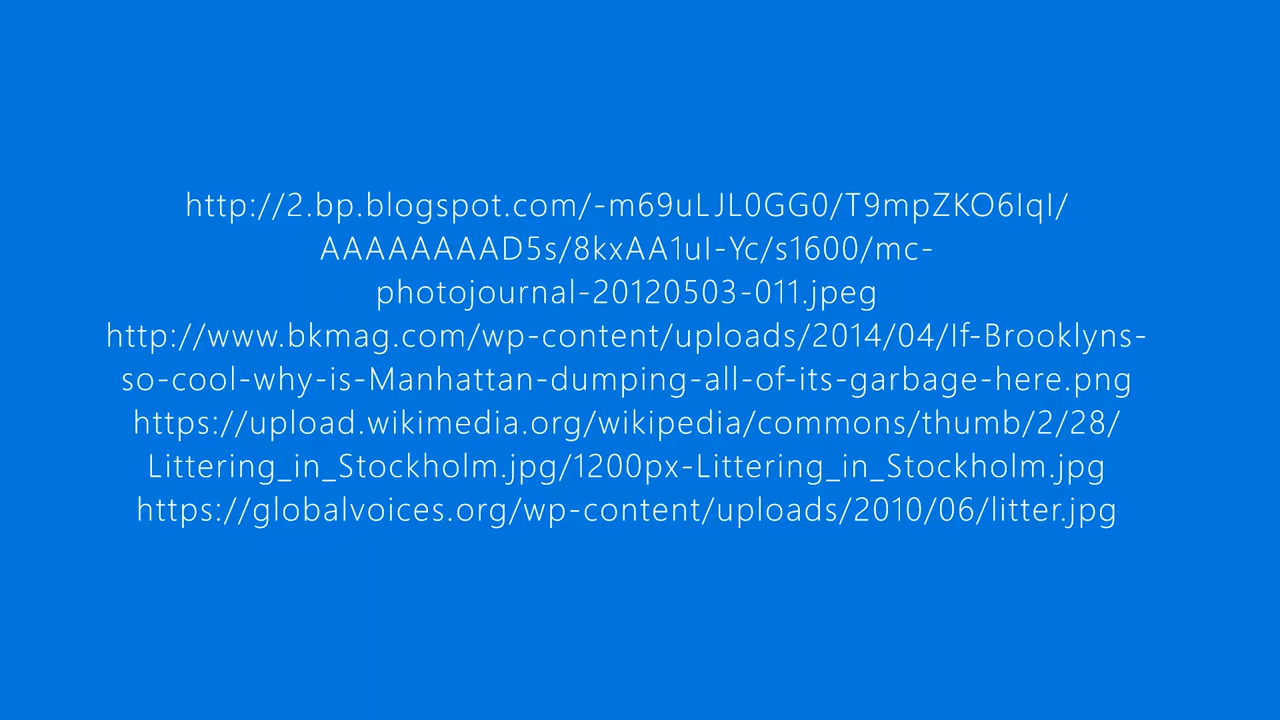 http://2.bp.blogspot.com/-m69uLJL0GG0/T9mpZKO6IqI/
AAAAAAAAD5s/8kxAA1uI-Yc/s1600/mc-
photojournal-20120503-011.jpeg
http://www.bkmag.com/wp-content/uploads/2014/04/If-Brooklyns-
so-cool-why-is-Manhattan-dumping-all-of-its-garbage-here.png
https://upload.wikimedia.org/wikipedia/commons/thumb/2/28/
Littering_in_Stockholm.jpg/1200px-Littering_in_Stockholm.jpg
https://globalvoices.org/wp-content/uploads/2010/06/litter.jpg